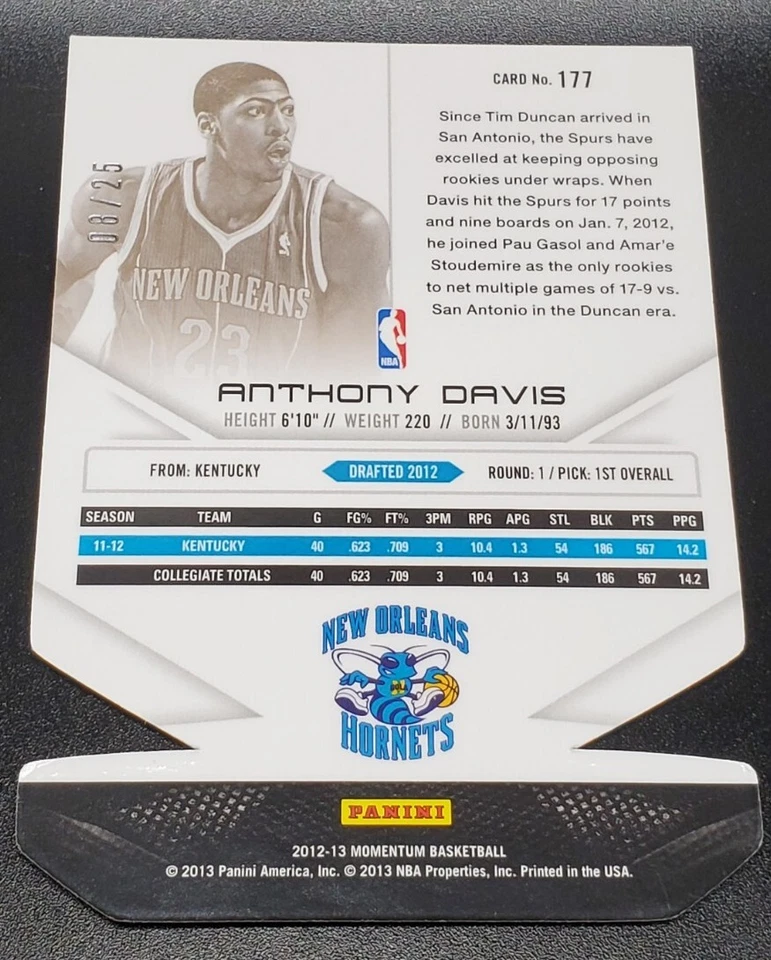 CARD No. 177
Since Tim Duncan arrived in
San Antonio, the Spurs have
excelled at keeping opposing
rookies under wraps. When
Davis hit the Spurs for 17 points
and nine boards on Jan. 7, 2012,
he joined Pau Gasol and Amar'e
Stoudemire as the only rookies
to net multiple games of 17-9 vs.
San Antonio in the Duncan era.
08/25
NEW ORLEANS
23
NBA
ANTHONY DAVIS
HEIGHT 6'10" // WEIGHT 220 // BORN 3/11/93
FROM: KENTUCKY DRAFTED 2012 ROUND: 1 / PICK: 1ST OVERALL
SEASON TEAM G FG% FT% 3PM RPG APG STL BLK PTS PPG
11-12 KENTUCKY 40 .623 .709 3 10.4 1.3 54 186 567 14.2
COLLEGIATE TOTALS 40 .623 .709 3 10.4 1.3 54 186 567 14.2
NEW ORLEANS
HORNETS
PANINI
2012-13 MOMENTUM BASKETBALL
© 2013 Panini America, Inc. © 2013 NBA Properties, Inc. Printed in the USA.